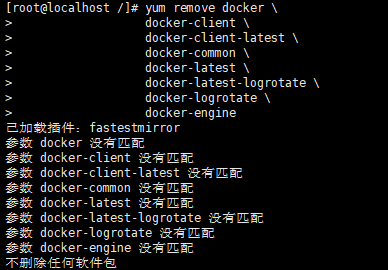 [root@localhost /]# yum remove docker \
> docker-client \
> docker-client-latest \
> docker-common \
> docker-latest \
> docker-latest-logrotate \
> docker-logrotate \
> docker-engine
已加载插件：fastestmirror
参数 docker 没有匹配
参数 docker-client 没有匹配
参数 docker-client-latest 没有匹配
参数 docker-common 没有匹配
参数 docker-latest 没有匹配
参数 docker-latest-logrotate 没有匹配
参数 docker-logrotate 没有匹配
参数 docker-engine 没有匹配
不删除任何软件包